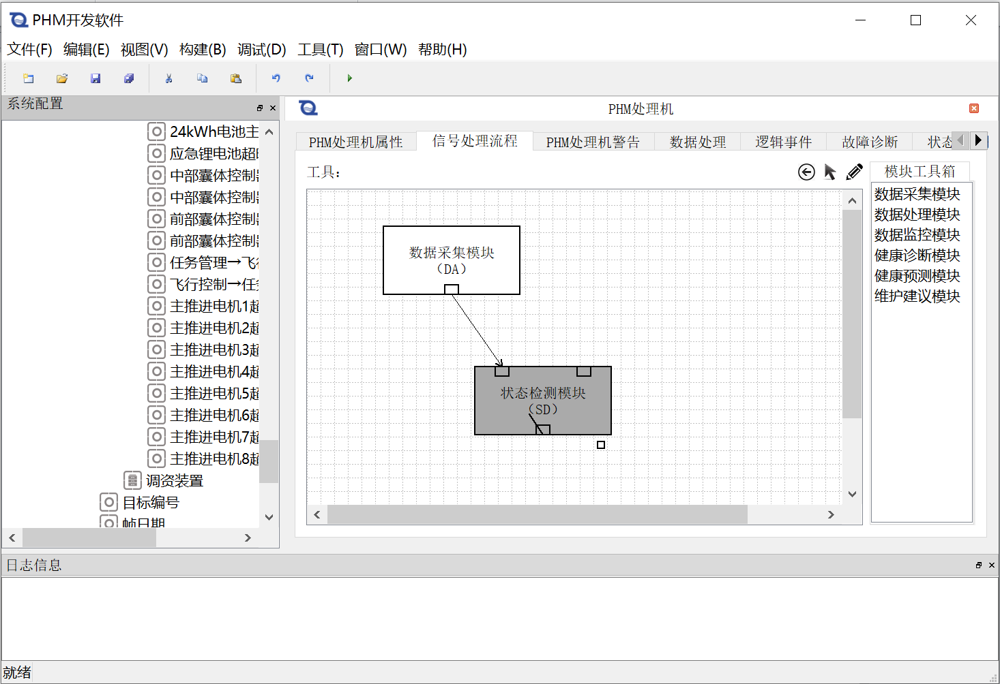 PHM开发软件
文件(F) 编辑(E) 视图(V) 构建(B) 调试(D) 工具(T) 窗口(W) 帮助(H)
系统配置
24kWh电池主
应急锂电池超
中部囊体控制
中部囊体控制
前部囊体控制
前部囊体控制
任务管理→飞
飞行控制→任
主推进电机1超
主推进电机2超
主推进电机3超
主推进电机4超
主推进电机5超
主推进电机6超
主推进电机7超
主推进电机8超
调资装置
目标编号
帧日期
PHM处理机
PHM处理机属性 信号处理流程 PHM处理机警告 数据处理 逻辑事件 故障诊断 状态
工具：
数据采集模块
（DA）
状态检测模块
（SD）
模块工具箱
数据采集模块
数据处理模块
数据监控模块
健康诊断模块
健康预测模块
维护建议模块
日志信息
就绪